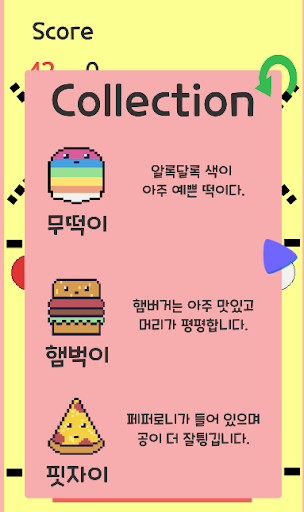 Score
Collection
알록달록 색이
아주 예쁜 떡이다.
무떡이
햄버거는 아주 맛있고
머리가 평평합니다.
햄벅이
페퍼로니가 들어 있으며
공이 더 잘튕깁니다.
핏자이